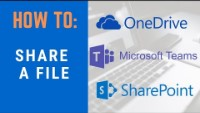 HOW TO:
SHARE
A FILE
OneDrive
Microsoft Teams
SharePoint